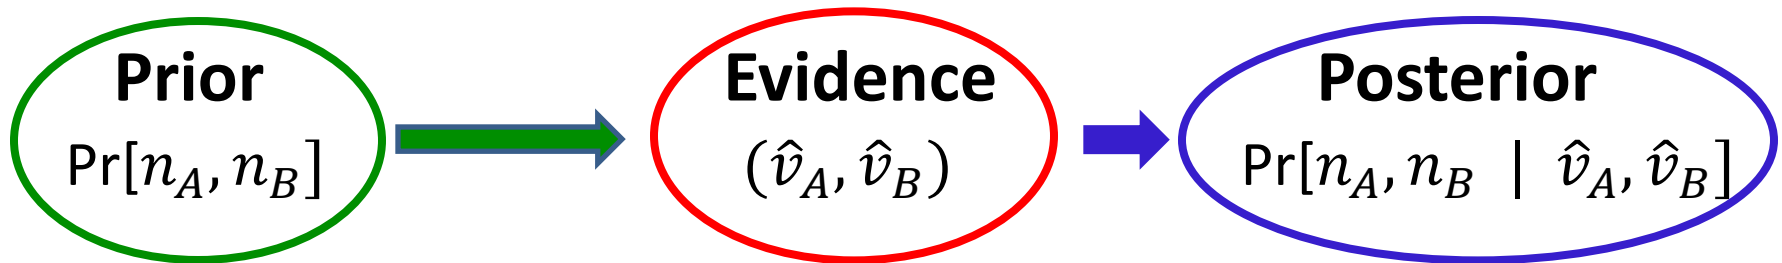 Prior
Pr[n_A, n_B]
Evidence
(v̂_A, v̂_B)
Posterior
Pr[n_A, n_B | v̂_A, v̂_B]